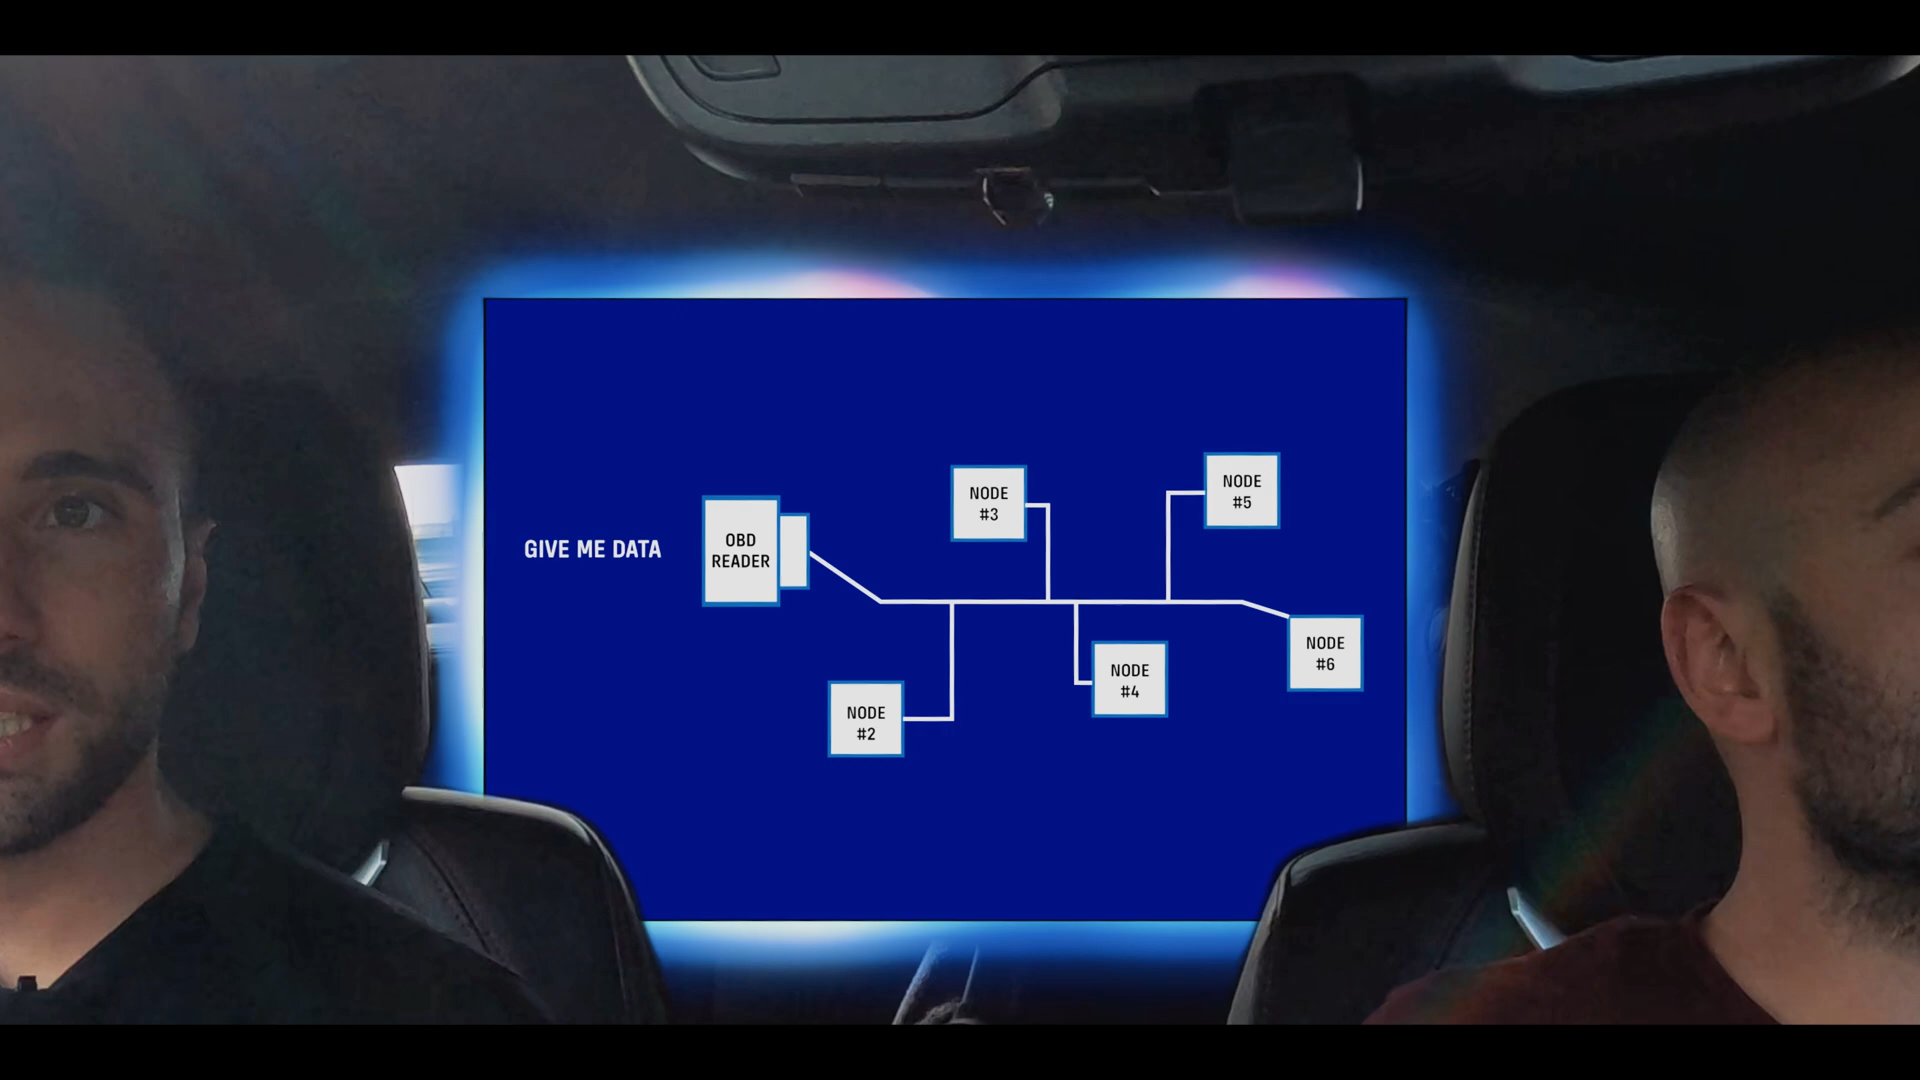 GIVE ME DATA
OBD
READER
NODE
#3
NODE
#5
NODE
#2
NODE
#4
NODE
#6